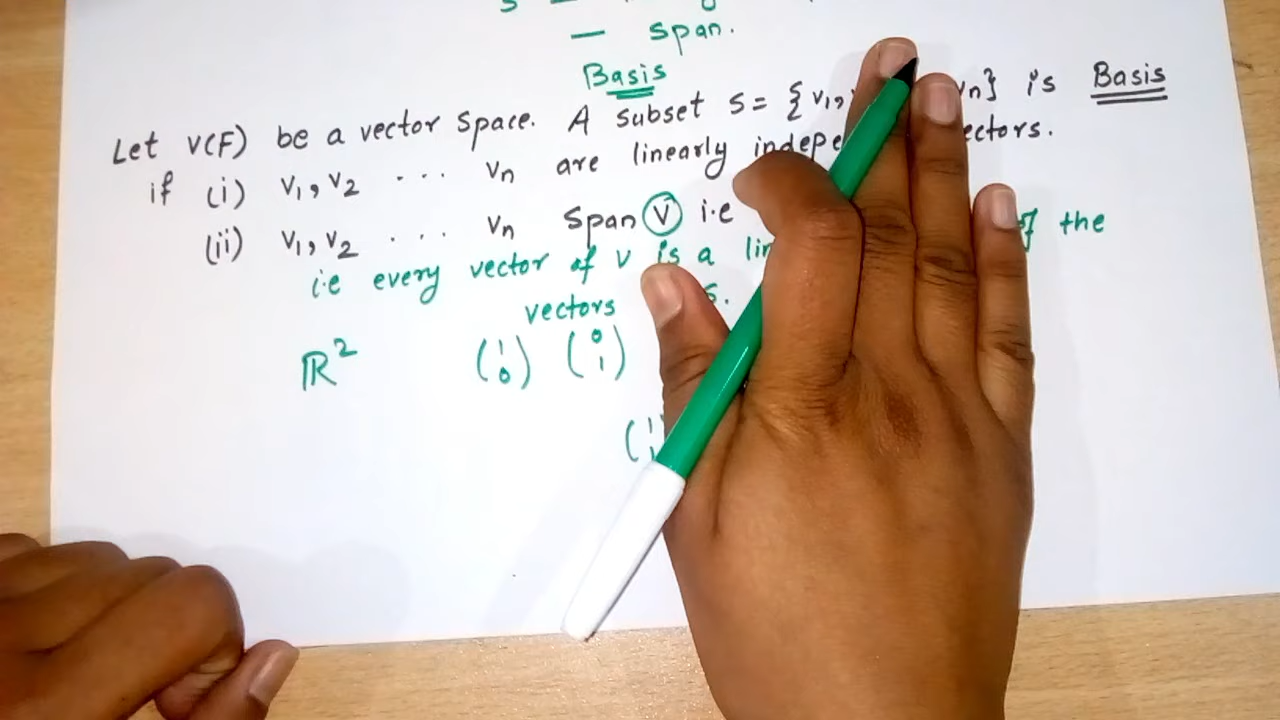 S —
— span.
Basis
Let V(F) be a vector space. A subset S = {v₁, vₙ} is Basis
if (i) v₁, v₂ ... vₙ are linearly
(ii) v₁, v₂ ... vₙ span V i.e
i.e every vector of V is a of the
vectors S.
ℝ² (1 0) (0 1)